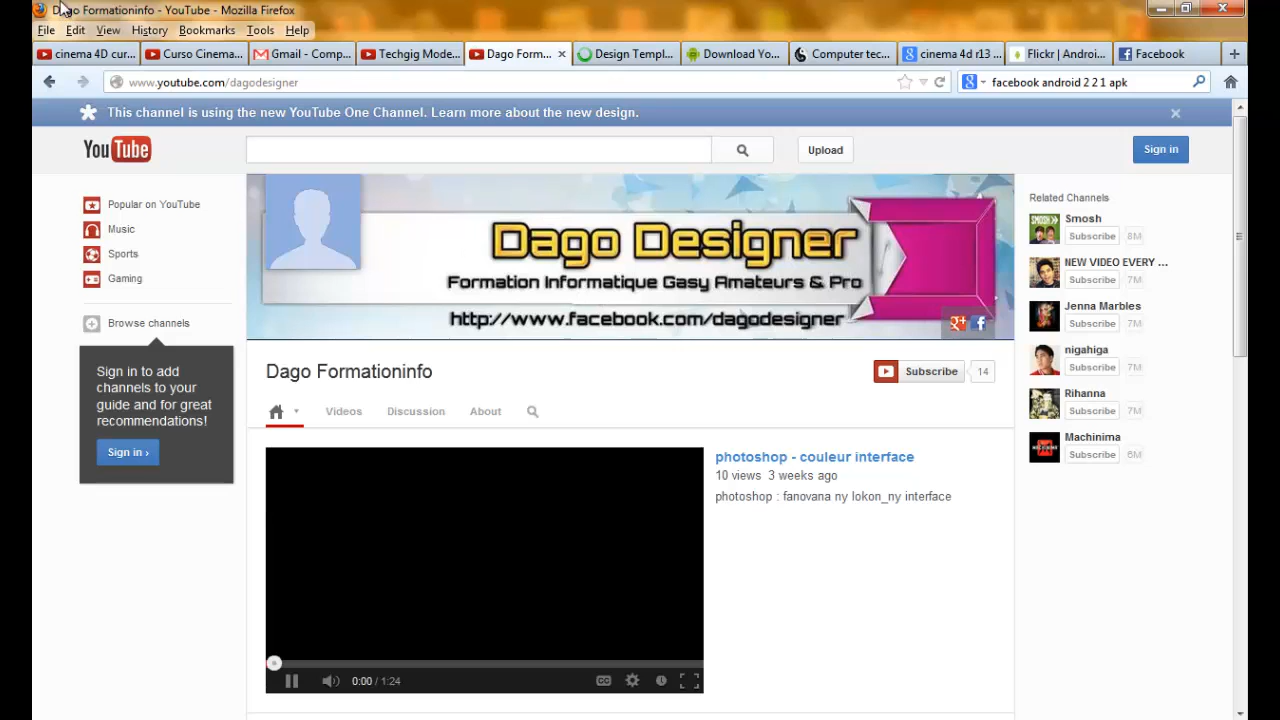 Dago Formationinfo - YouTube - Mozilla Firefox
File Edit View History Bookmarks Tools Help
cinema 4D cur... Curso Cinema... Gmail - Comp... Techgig Mode... Dago Form... Design Templ... Download Yo... Computer tec... cinema 4d r13 ... Flickr | Androi... Facebook
www.youtube.com/dagodesigner
facebook android 2 2 1 apk
This channel is using the new YouTube One Channel. Learn more about the new design.
YouTube
Upload
Sign in
Popular on YouTube
Music
Sports
Gaming
Browse channels
Sign in to add
channels to your
guide and for great
recommendations!
Sign in ›
Dago Designer
Formation Informatique Gasy Amateurs & Pro
http://www.facebook.com/dagodesigner
Dago Formationinfo
Subscribe 14
Videos Discussion About
0:00 / 1:24
CC
photoshop - couleur interface
10 views 3 weeks ago
photoshop : fanovana ny lokon_ny interface
Related Channels
Smosh
Subscribe 8M
NEW VIDEO EVERY ...
Subscribe 7M
Jenna Marbles
Subscribe 7M
nigahiga
Subscribe 7M
Rihanna
Subscribe 7M
Machinima
Subscribe 6M